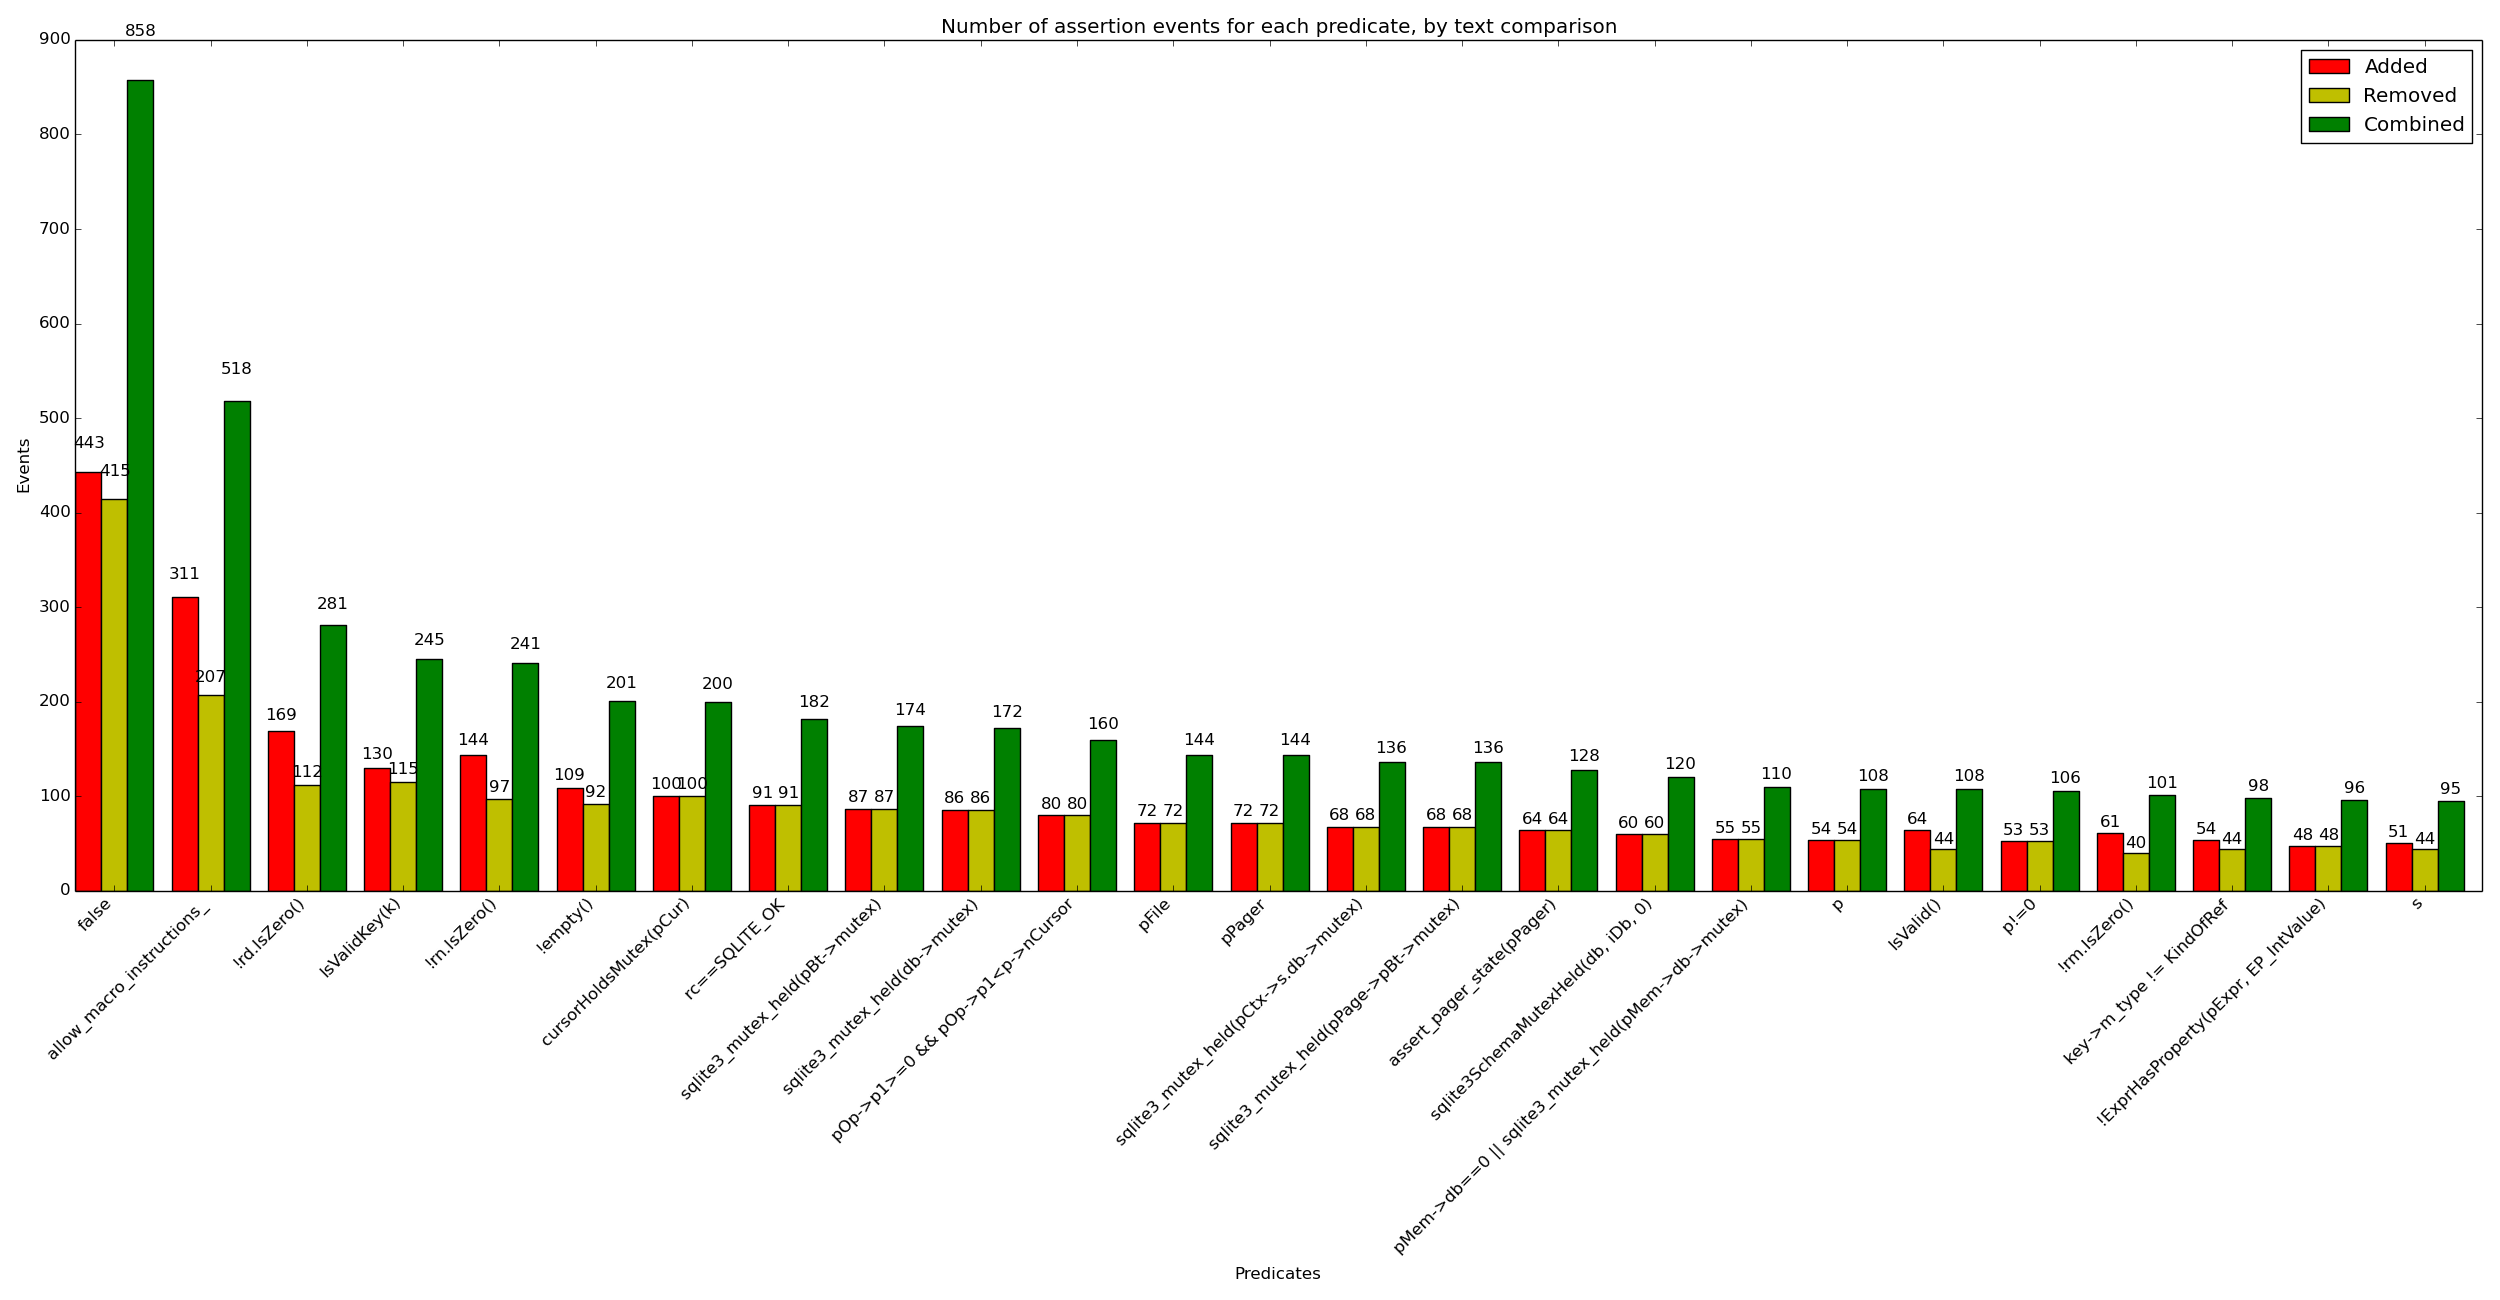 Number of assertion events for each predicate, by text comparison
Added
Removed
Combined
Events
900
800
700
600
500
400
300
200
100
0
443 415 858
311 207 518
169 112 281
130 115 245
144 97 241
109 92 201
100 100 200
91 91 182
87 87 174
86 86 172
80 80 160
72 72 144
72 72 144
68 68 136
68 68 136
64 64 128
60 60 120
55 55 110
54 54 108
64 44 108
53 53 106
61 40 101
54 44 98
48 48 96
51 44 95
false
allow_macro_instructions_
!rd.IsZero()
IsValidKey(k)
!rn.IsZero()
!empty()
cursorHoldsMutex(pCur)
rc==SQLITE_OK
sqlite3_mutex_held(pBt->mutex)
sqlite3_mutex_held(db->mutex)
pOp->p1>=0 && pOp->p1<p->nCursor
pFile
pPager
sqlite3_mutex_held(pCtx->s.db->mutex)
sqlite3_mutex_held(pPage->pBt->mutex)
assert_pager_state(pPager)
sqlite3SchemaMutexHeld(db, iDb, 0)
pMem->db==0 || sqlite3_mutex_held(pMem->db->mutex)
p
IsValid()
p!=0
!rm.IsZero()
key->m_type != KindOfRef
!ExprHasProperty(pExpr, EP_IntValue)
s
Predicates